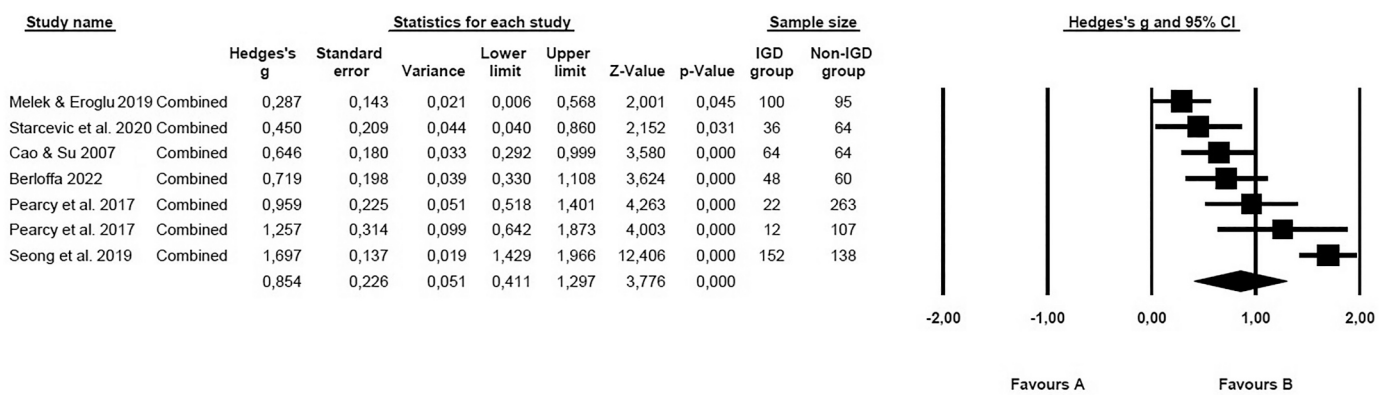 Study name Statistics for each study Sample size Hedges's g and 95% CI
Hedges's g Standard error Variance Lower limit Upper limit Z-Value p-Value IGD group Non-IGD group
Melek & Eroglu 2019 Combined 0,287 0,143 0,021 0,006 0,568 2,001 0,045 100 95
Starcevic et al. 2020 Combined 0,450 0,209 0,044 0,040 0,860 2,152 0,031 36 64
Cao & Su 2007 Combined 0,646 0,180 0,033 0,292 0,999 3,580 0,000 64 64
Berloffa 2022 Combined 0,719 0,198 0,039 0,330 1,108 3,624 0,000 48 60
Pearcy et al. 2017 Combined 0,959 0,225 0,051 0,518 1,401 4,263 0,000 22 263
Pearcy et al. 2017 Combined 1,257 0,314 0,099 0,642 1,873 4,003 0,000 12 107
Seong et al. 2019 Combined 1,697 0,137 0,019 1,429 1,966 12,406 0,000 152 138
0,854 0,226 0,051 0,411 1,297 3,776 0,000
-2,00 -1,00 0,00 1,00 2,00
Favours A Favours B